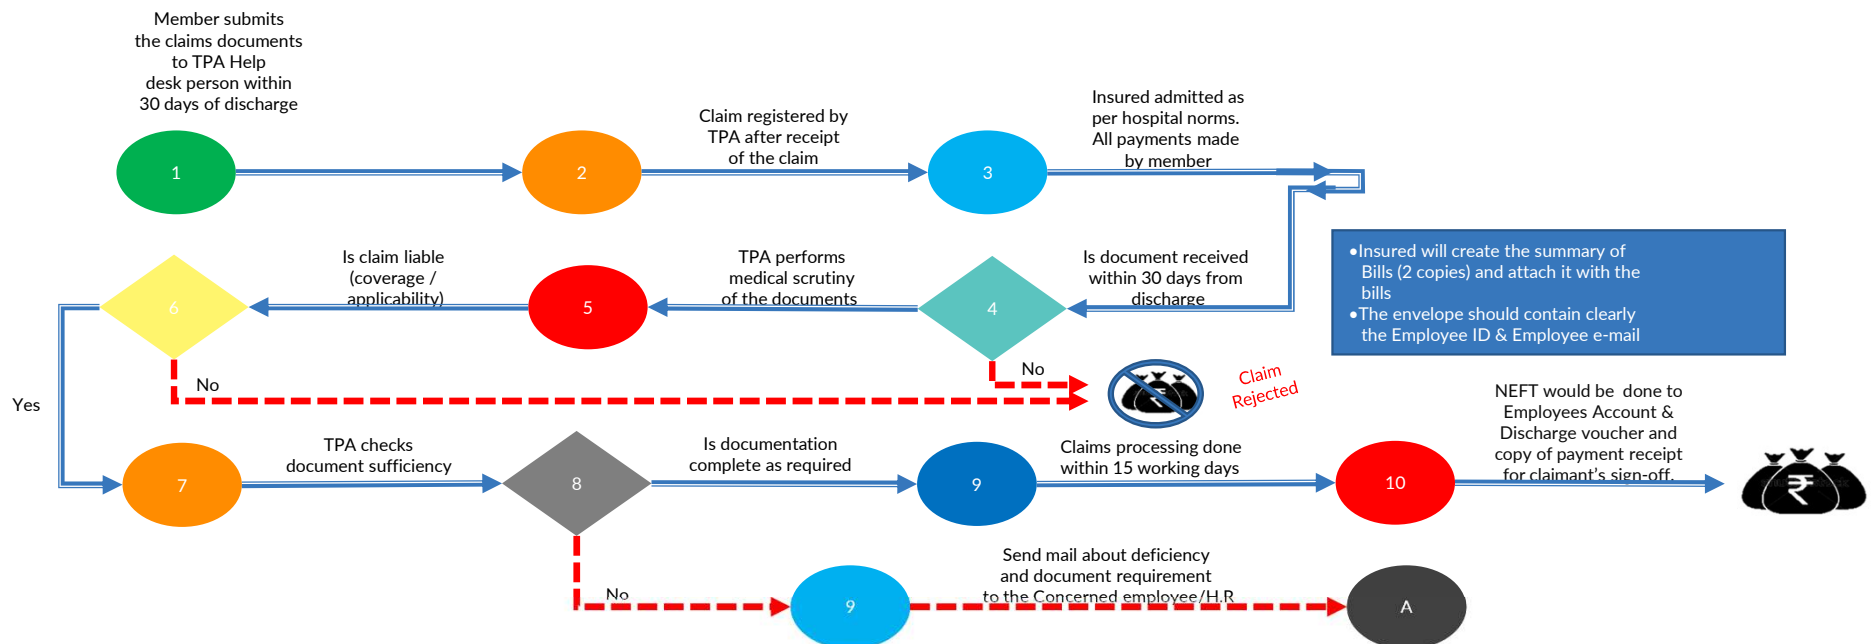 Member submits
the claims documents
to TPA Help
desk person within
30 days of discharge
1
2
Claim registered by
TPA after receipt
of the claim
3
Insured admitted as
per hospital norms.
All payments made
by member
Is document received
within 30 days from
discharge
4
TPA performs
medical scrutiny
of the documents
5
Is claim liable
(coverage /
applicability)
6
•Insured will create the summary of
Bills (2 copies) and attach it with the
bills
•The envelope should contain clearly
the Employee ID & Employee e-mail
No
No
₹
Claim
Rejected
Yes
7
TPA checks
document sufficiency
8
Is documentation
complete as required
9
Claims processing done
within 15 working days
10
NEFT would be  done to
Employees Account &
Discharge voucher and
copy of payment receipt
for claimant's sign-off.
₹
No
9
Send mail about deficiency
and document requirement
to the Concerned employee/H.R
A